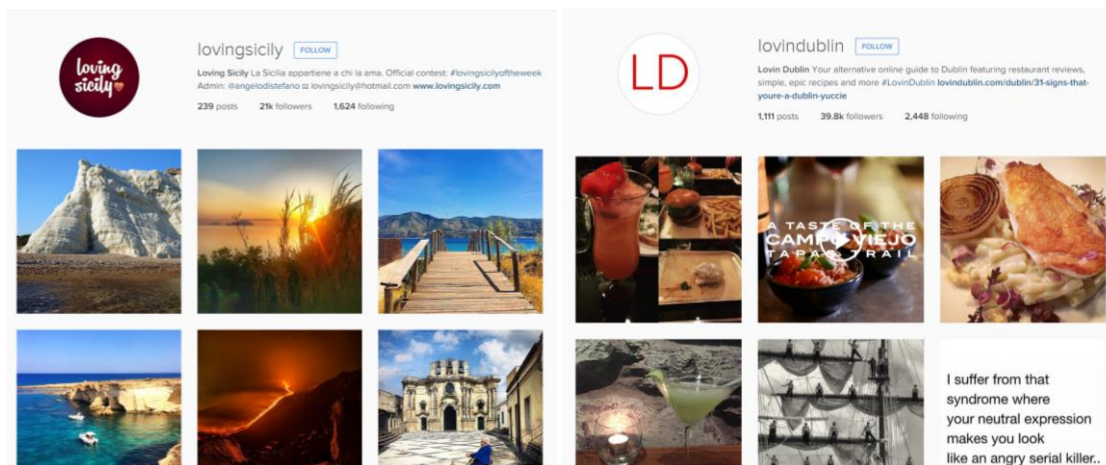 loving
sicily
lovingsicily FOLLOW
Loving Sicily La Sicilia appartiene a chi la ama. Official contest: #lovingsicilyoftheweek
Admin: @angelodistefano ✉ lovingsicily@hotmail.com www.lovingsicily.com
239 posts 21k followers 1,624 following
LD
lovindublin FOLLOW
Lovin Dublin Your alternative online guide to Dublin featuring restaurant reviews,
simple, epic recipes and more #LovinDublin lovindublin.com/dublin/31-signs-that-
youre-a-dublin-yuccie
1,111 posts 39.8k followers 2,448 following
A TASTE OF THE
CAMPO VIEJO
TAPAS TRAIL
I suffer from that
syndrome where
your neutral expression
makes you look
like an angry serial killer..